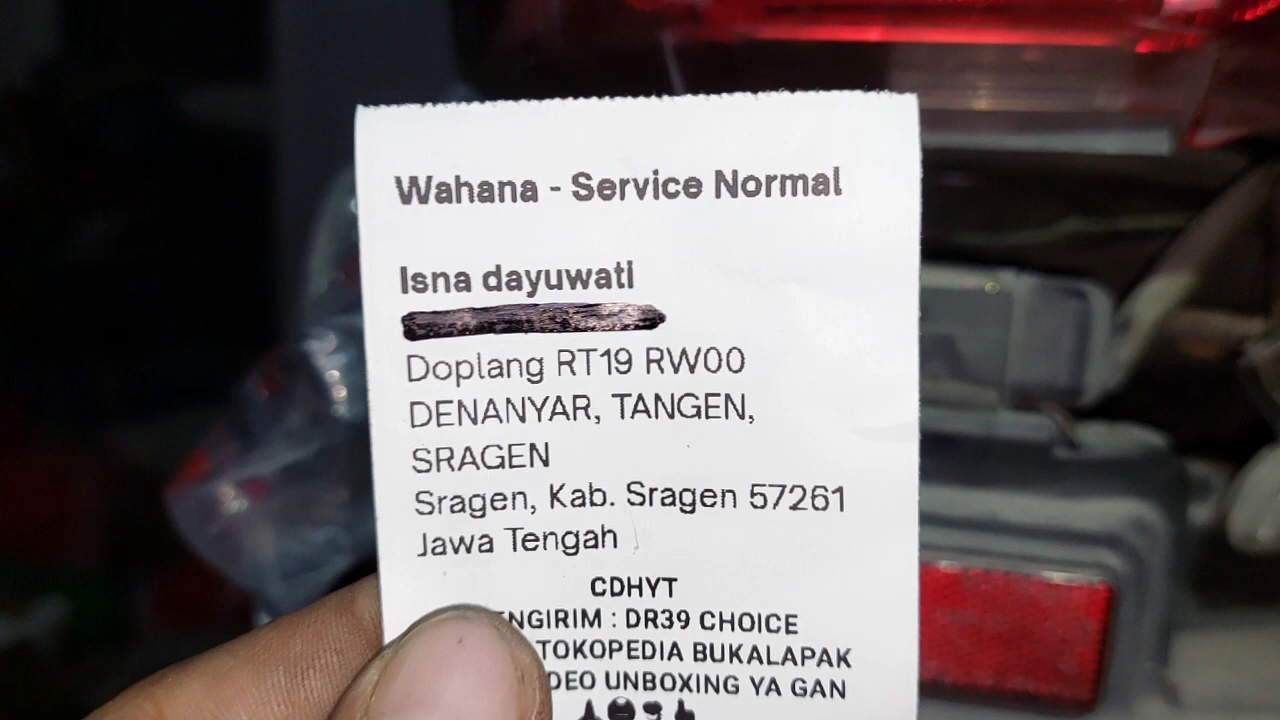 Wahana - Service Normal
Isna dayuwati
Doplang RT19 RW00
DENANYAR, TANGEN,
SRAGEN
Sragen, Kab. Sragen 57261
Jawa Tengah
CDHYT
NGIRIM : DR39 CHOICE
TOKOPEDIA BUKALAPAK
DEO UNBOXING YA GAN